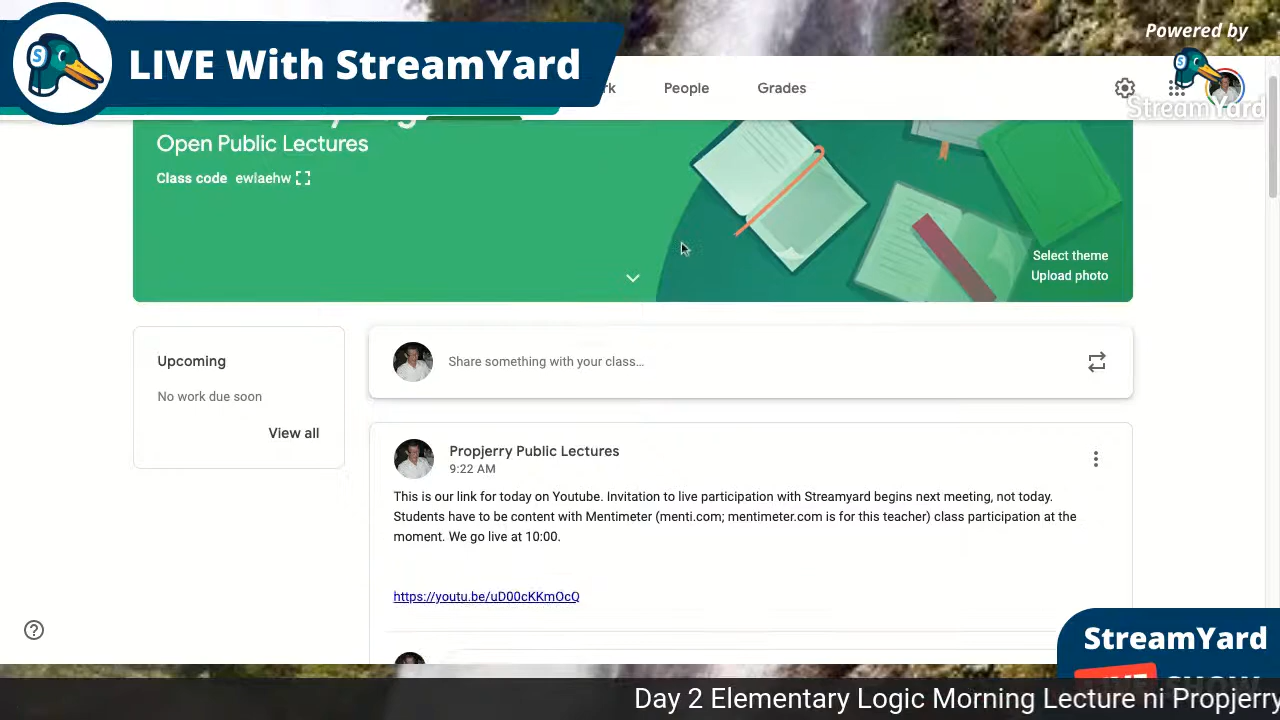 Powered by
LIVE With StreamYard
rk People Grades
StreamYard
Open Public Lectures
Class code ewlaehw
Select theme
Upload photo
Upcoming
No work due soon
View all
Share something with your class...
Propjerry Public Lectures
9:22 AM
This is our link for today on Youtube. Invitation to live participation with Streamyard begins next meeting, not today.
Students have to be content with Mentimeter (menti.com; mentimeter.com is for this teacher) class participation at the
moment. We go live at 10:00.
https://youtu.be/uD00cKKmOcQ
StreamYard
LIVE SHOW
Day 2 Elementary Logic Morning Lecture ni Propjerry